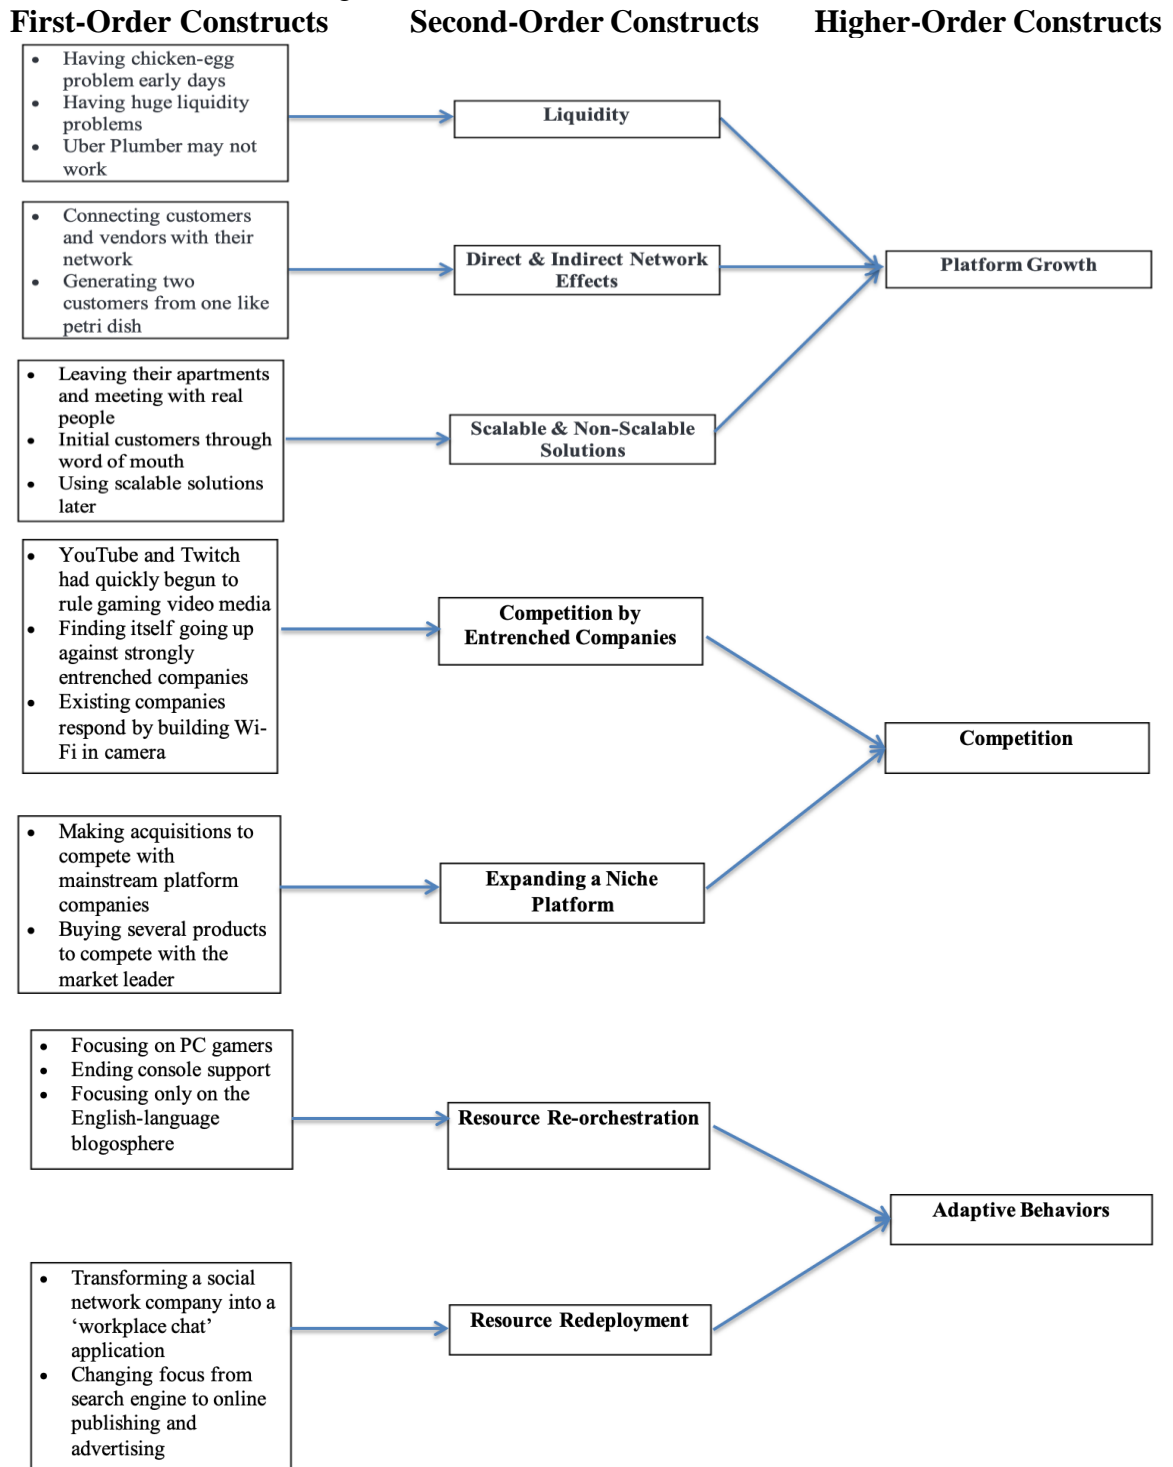 First-Order Constructs
Second-Order Constructs
Higher-Order Constructs
• Having chicken-egg
problem early days
• Having huge liquidity
problems
• Uber Plumber may not
work
Liquidity
• Connecting customers
and vendors with their
network
• Generating two
customers from one like
petri dish
Direct & Indirect Network
Effects
Platform Growth
• Leaving their apartments
and meeting with real
people
• Initial customers through
word of mouth
• Using scalable solutions
later
Scalable & Non-Scalable
Solutions
• YouTube and Twitch
had quickly begun to
rule gaming video media
• Finding itself going up
against strongly
entrenched companies
• Existing companies
respond by building Wi-
Fi in camera
Competition by
Entrenched Companies
Competition
• Making acquisitions to
compete with
mainstream platform
companies
• Buying several products
to compete with the
market leader
Expanding a Niche
Platform
• Focusing on PC gamers
• Ending console support
• Focusing only on the
English-language
blogosphere
Resource Re-orchestration
Adaptive Behaviors
• Transforming a social
network company into a
‘workplace chat’
application
• Changing focus from
search engine to online
publishing and
advertising
Resource Redeployment